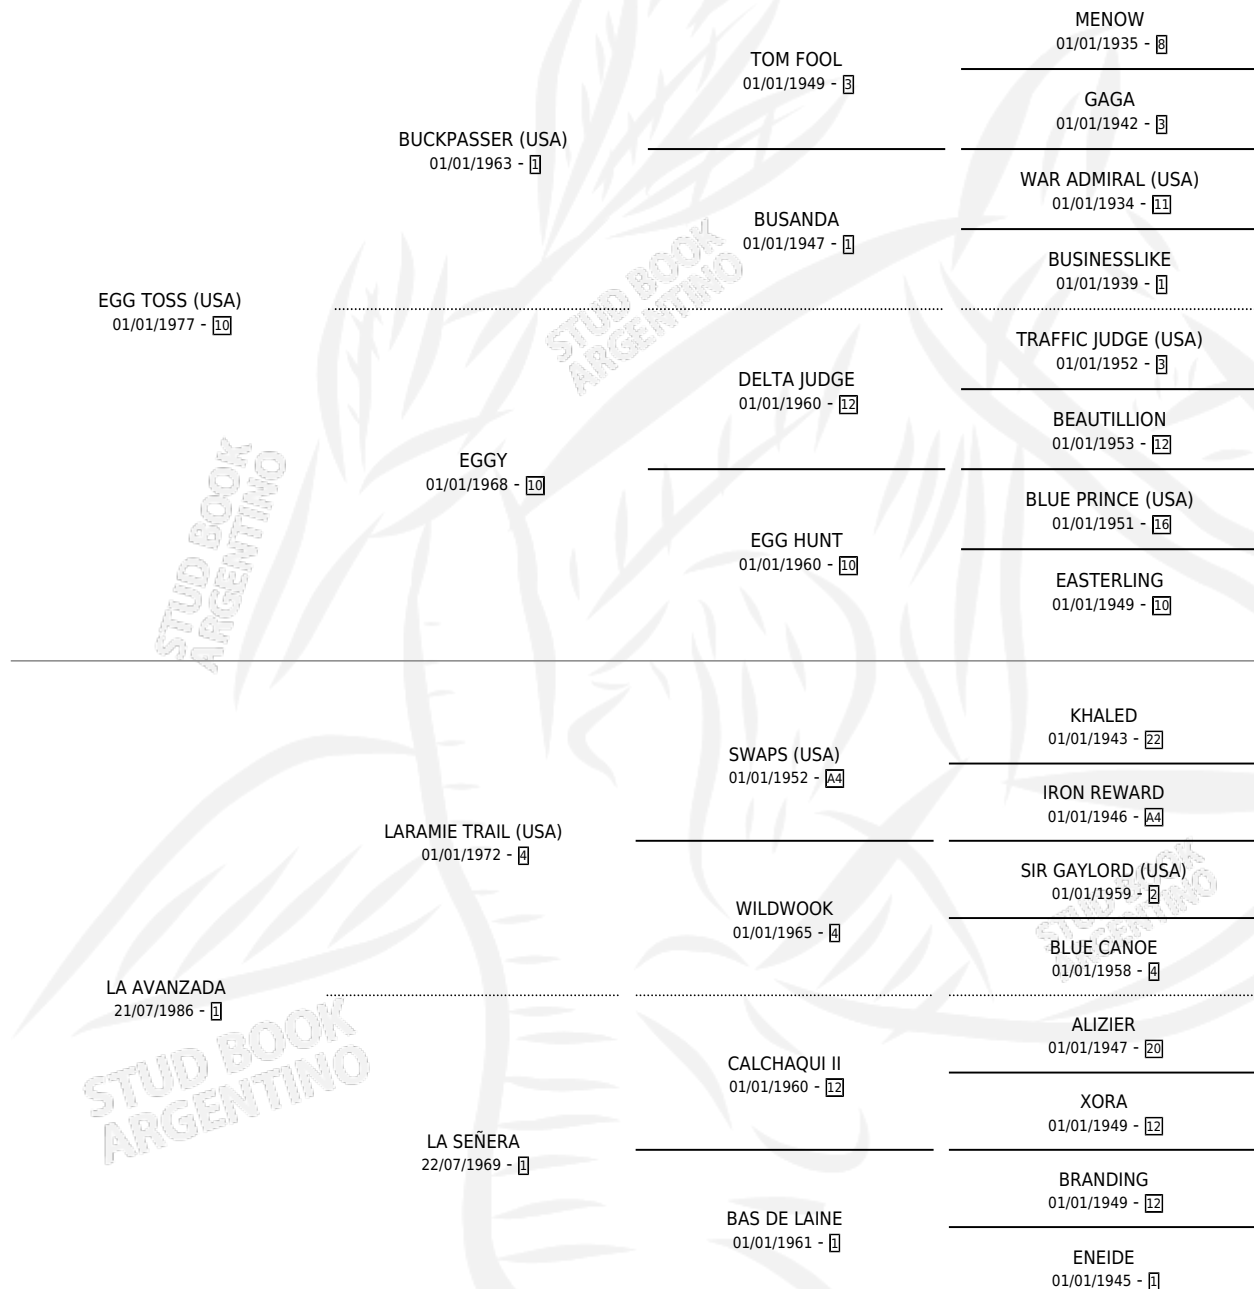 MENOW
01/01/1935 - 8
TOM FOOL
01/01/1949 - 3
GAGA
01/01/1942 - 3
BUCKPASSER (USA)
01/01/1963 - 1
WAR ADMIRAL (USA)
01/01/1934 - 11
BUSANDA
01/01/1947 - 1
BUSINESSLIKE
01/01/1939 - 1
EGG TOSS (USA)
01/01/1977 - 10
TRAFFIC JUDGE (USA)
01/01/1952 - 3
DELTA JUDGE
01/01/1960 - 12
BEAUTILLION
01/01/1953 - 12
EGGY
01/01/1968 - 10
BLUE PRINCE (USA)
01/01/1951 - 16
EGG HUNT
01/01/1960 - 10
EASTERLING
01/01/1949 - 10
KHALED
01/01/1943 - 22
SWAPS (USA)
01/01/1952 - A4
IRON REWARD
01/01/1946 - A4
LARAMIE TRAIL (USA)
01/01/1972 - 4
SIR GAYLORD (USA)
01/01/1959 - 2
WILDWOOK
01/01/1965 - 4
BLUE CANOE
01/01/1958 - 4
LA AVANZADA
21/07/1986 - 1
ALIZIER
01/01/1947 - 20
CALCHAQUI II
01/01/1960 - 12
XORA
01/01/1949 - 12
LA SEÑERA
22/07/1969 - 1
BRANDING
01/01/1949 - 12
BAS DE LAINE
01/01/1961 - 1
ENEIDE
01/01/1945 - 1
STUD BOOK
ARGENTINO
STUD BOOK
ARGENTINO
STUD BOOK
ARGENTINO
STUD BOOK
ARGENTINO